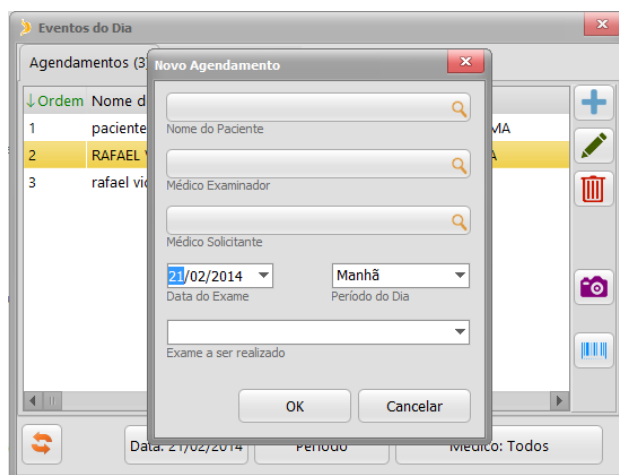 Eventos do Dia
Agendamentos (3)
Novo Agendamento
Ordem Nome d
Nome do Paciente
1 paciente MA
2 RAFAEL V A
Médico Examinador
3 rafael vic
Médico Solicitante
21/02/2014 Manhã
Data do Exame Período do Dia
Exame a ser realizado
OK Cancelar
Data: 21/02/2014 Período Médico: Todos